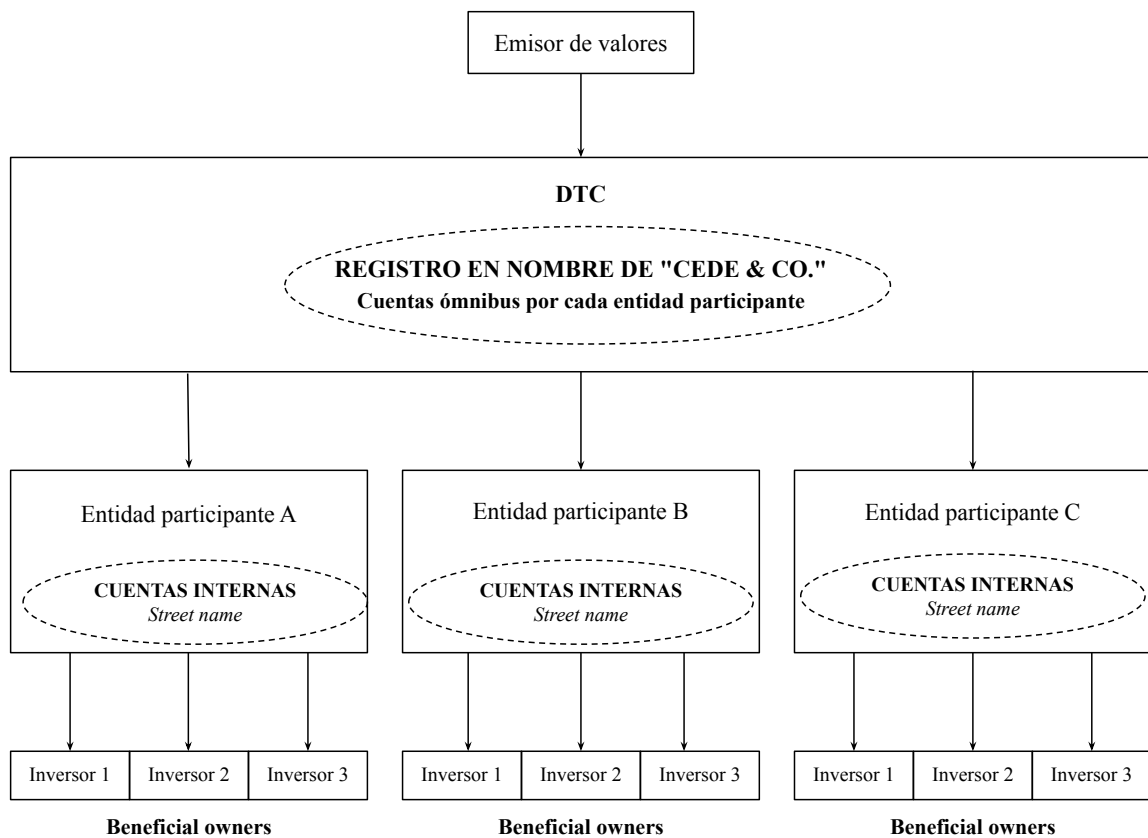 Emisor de valores
DTC
REGISTRO EN NOMBRE DE "CEDE & CO."
Cuentas ómnibus por cada entidad participante
Entidad participante A
CUENTAS INTERNAS
Street name
Entidad participante B
CUENTAS INTERNAS
Street name
Entidad participante C
CUENTAS INTERNAS
Street name
Inversor 1
Inversor 2
Inversor 3
Inversor 1
Inversor 2
Inversor 3
Inversor 1
Inversor 2
Inversor 3
Beneficial owners
Beneficial owners
Beneficial owners